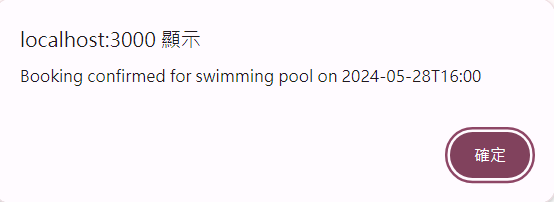 localhost:3000 顯示
Booking confirmed for swimming pool on 2024-05-28T16:00
確定